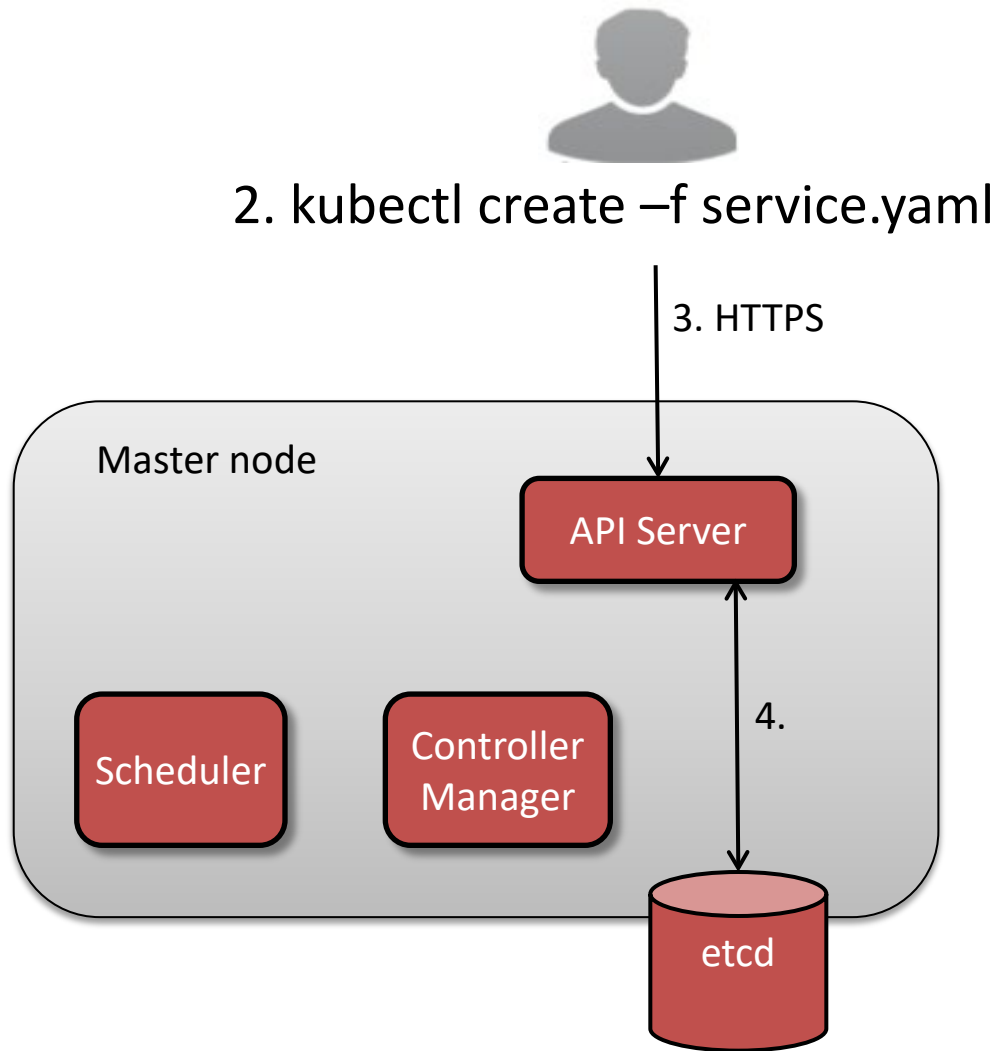 2. kubectl create –f service.yaml
3. HTTPS
Master node
API Server
4.
Scheduler
Controller
Manager
etcd